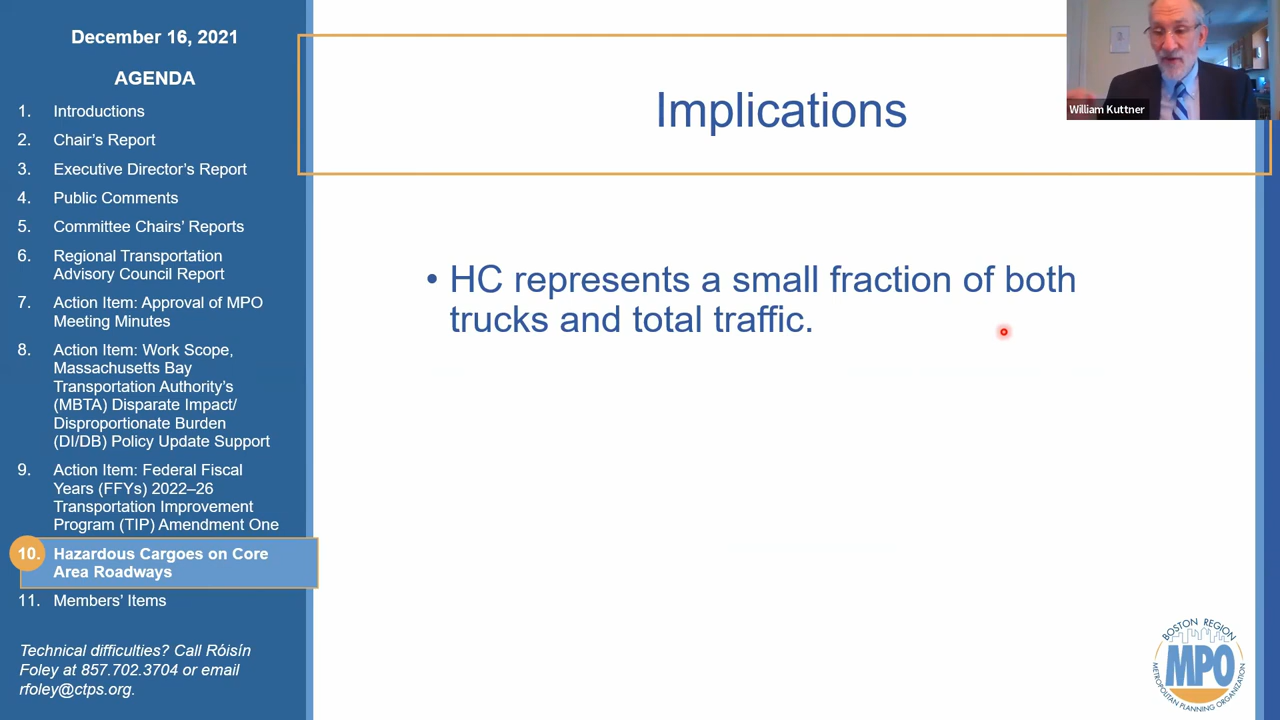 December 16, 2021
AGENDA
1. Introductions
2. Chair's Report
3. Executive Director's Report
4. Public Comments
5. Committee Chairs' Reports
6. Regional Transportation
Advisory Council Report
7. Action Item: Approval of MPO
Meeting Minutes
8. Action Item: Work Scope,
Massachusetts Bay
Transportation Authority's
(MBTA) Disparate Impact/
Disproportionate Burden
(DI/DB) Policy Update Support
9. Action Item: Federal Fiscal
Years (FFYs) 2022–26
Transportation Improvement
Program (TIP) Amendment One
10. Hazardous Cargoes on Core
Area Roadways
11. Members' Items
Technical difficulties? Call Róisín
Foley at 857.702.3704 or email
rfoley@ctps.org.
Implications
• HC represents a small fraction of both
trucks and total traffic.
William Kuttner
BOSTON REGION
MPO
METROPOLITAN PLANNING ORGANIZATION